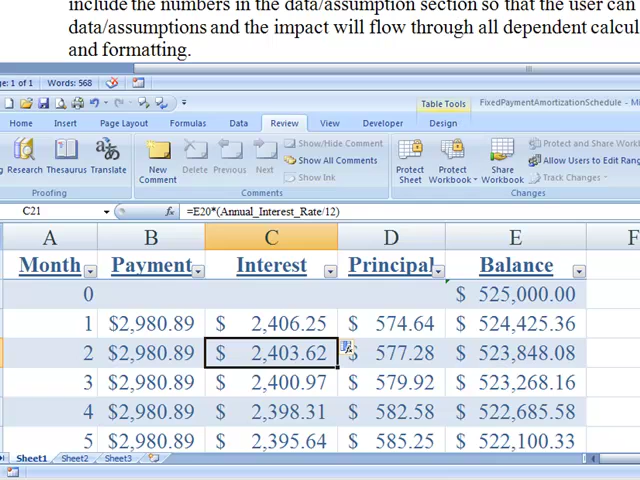 include the numbers in the data/assumption section so that the user can
data/assumptions and the impact will flow through all dependent calcul
and formatting.
ge: 1 of 1 Words: 568
Table Tools FixedPaymentAmortizationSchedule - Mi
Home Insert Page Layout Formulas Data Review View Developer Design
Research Thesaurus Translate
New Comment Delete Previous Next
Show/Hide Comment
Show All Comments
Show Ink
Protect Sheet Protect Workbook Share Workbook
Protect and Share Work
Allow Users to Edit Rang
Track Changes
Proofing Comments Changes
C21 fx =E20*(Annual_Interest_Rate/12)
A B C D E F
Month Payment Interest Principal Balance
0 $ 525,000.00
1 $2,980.89 $ 2,406.25 $ 574.64 $ 524,425.36
2 $2,980.89 $ 2,403.62 $ 577.28 $ 523,848.08
3 $2,980.89 $ 2,400.97 $ 579.92 $ 523,268.16
4 $2,980.89 $ 2,398.31 $ 582.58 $ 522,685.58
5 $2,980.89 $ 2,395.64 $ 585.25 $ 522,100.33
Sheet1 Sheet2 Sheet3